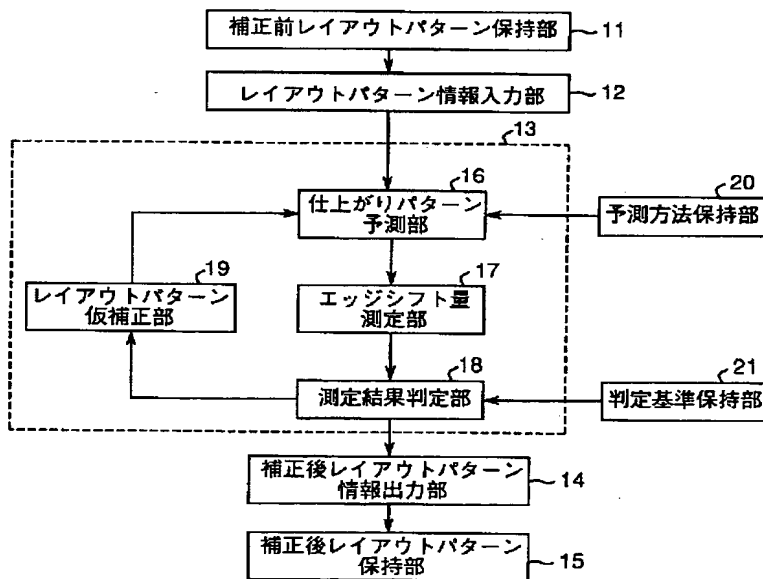 補正前レイアウトパターン保持部
11
レイアウトパターン情報入力部
12
13
16
仕上がりパターン
予測部
20
予測方法保持部
19
レイアウトパターン
仮補正部
17
エッジシフト量
測定部
18
測定結果判定部
21
判定基準保持部
補正後レイアウトパターン
情報出力部
14
補正後レイアウトパターン
保持部
15